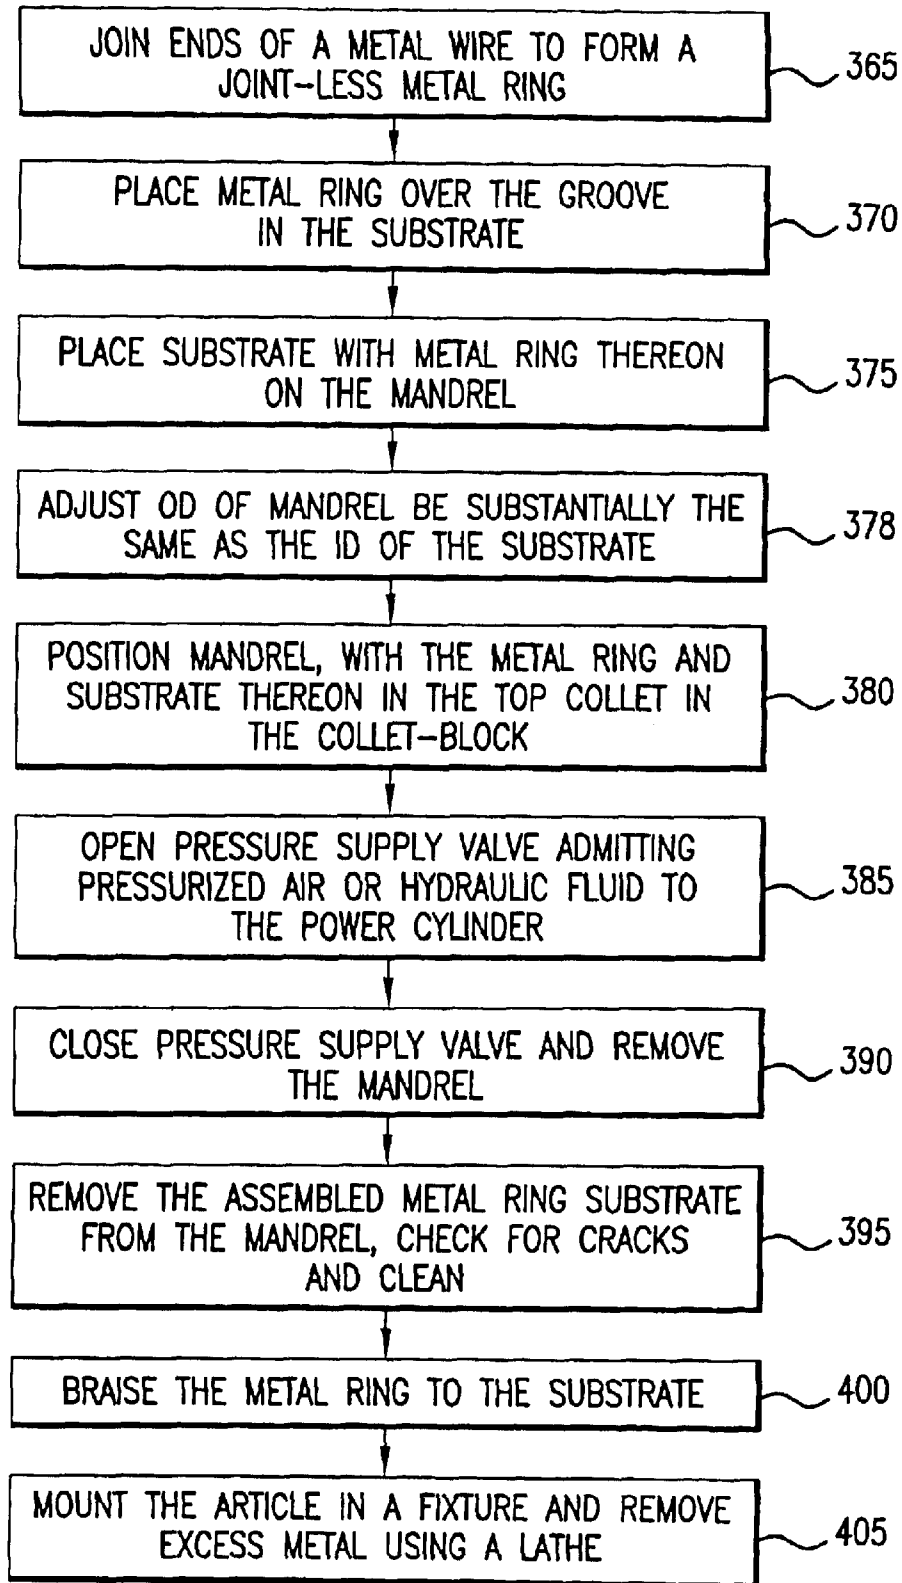 JOIN ENDS OF A METAL WIRE TO FORM A
JOINT-LESS METAL RING
365
PLACE METAL RING OVER THE GROOVE
IN THE SUBSTRATE
370
PLACE SUBSTRATE WITH METAL RING THEREON
ON THE MANDREL
375
ADJUST OD OF MANDREL BE SUBSTANTIALLY THE
SAME AS THE ID OF THE SUBSTRATE
378
POSITION MANDREL, WITH THE METAL RING AND
SUBSTRATE THEREON IN THE TOP COLLET IN
THE COLLET-BLOCK
380
OPEN PRESSURE SUPPLY VALVE ADMITTING
PRESSURIZED AIR OR HYDRAULIC FLUID TO
THE POWER CYLINDER
385
CLOSE PRESSURE SUPPLY VALVE AND REMOVE
THE MANDREL
390
REMOVE THE ASSEMBLED METAL RING SUBSTRATE
FROM THE MANDREL, CHECK FOR CRACKS
AND CLEAN
395
BRAISE THE METAL RING TO THE SUBSTRATE
400
MOUNT THE ARTICLE IN A FIXTURE AND REMOVE
EXCESS METAL USING A LATHE
405